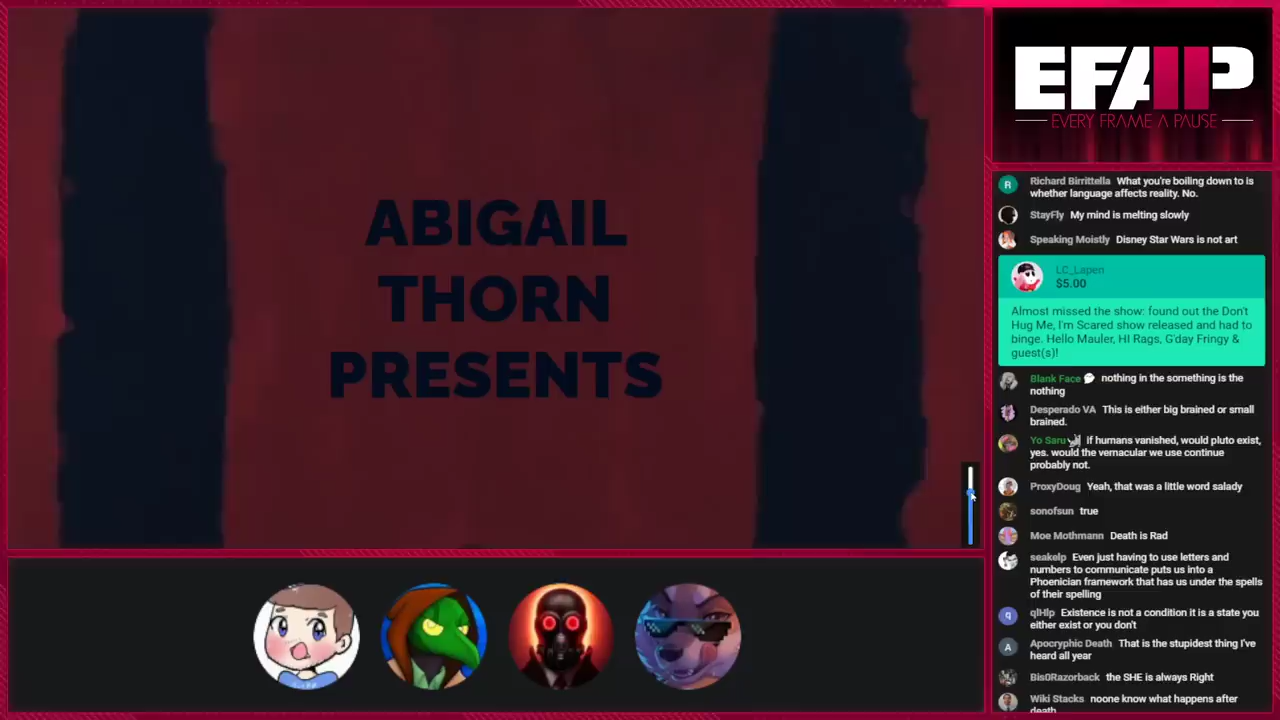 ABIGAIL
THORN
PRESENTS
EFAP
EVERY FRAME A PAUSE
Richard Birrittella What you're boiling down to is
whether language affects reality. No.
StayFly My mind is melting slowly
Speaking Moistly Disney Star Wars is not art
LC_Lapen
$5.00
Almost missed the show: found out the Don't
Hug Me, I'm Scared show released and had to
binge. Hello Mauler, HI Rags, G'day Fringy &
guest(s)!
Blank Face nothing in the something is the
nothing
Desperado VA This is either big brained or small
brained.
Yo Saru if humans vanished, would pluto exist,
yes. would the vernacular we use continue
probably not.
ProxyDoug Yeah, that was a little word salady
sonofsun true
Moe Mothmann Death is Rad
seakelp Even just having to use letters and
numbers to communicate puts us into a
Phoenician framework that has us under the spells
of their spelling
qlHlp Existence is not a condition it is a state you
either exist or you don't
Apocryphic Death That is the stupidest thing I've
heard all year
Bis0Razorback the SHE is always Right
Wiki Stacks noone know what happens after
death